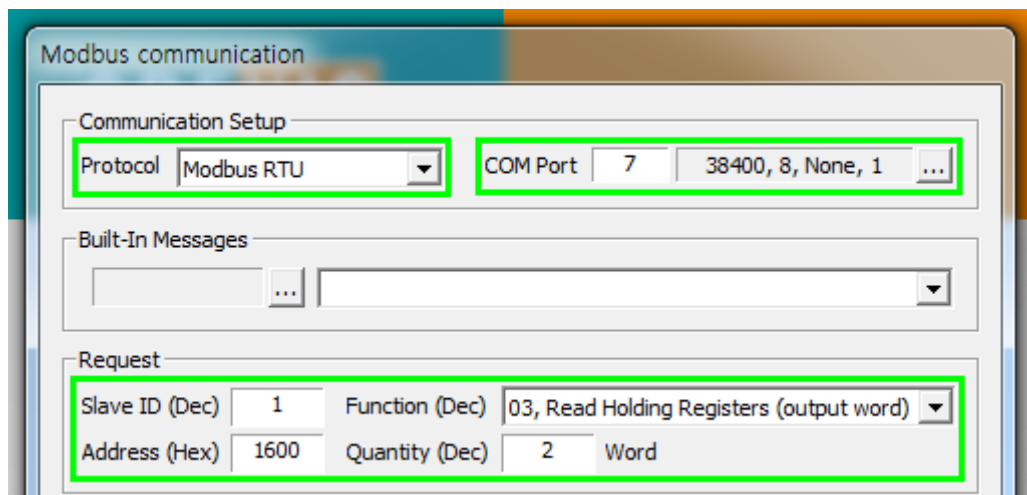 Modbus communication
Communication Setup
Protocol Modbus RTU COM Port 7 38400, 8, None, 1 ...
Built-In Messages
...
Request
Slave ID (Dec) 1 Function (Dec) 03, Read Holding Registers (output word)
Address (Hex) 1600 Quantity (Dec) 2 Word